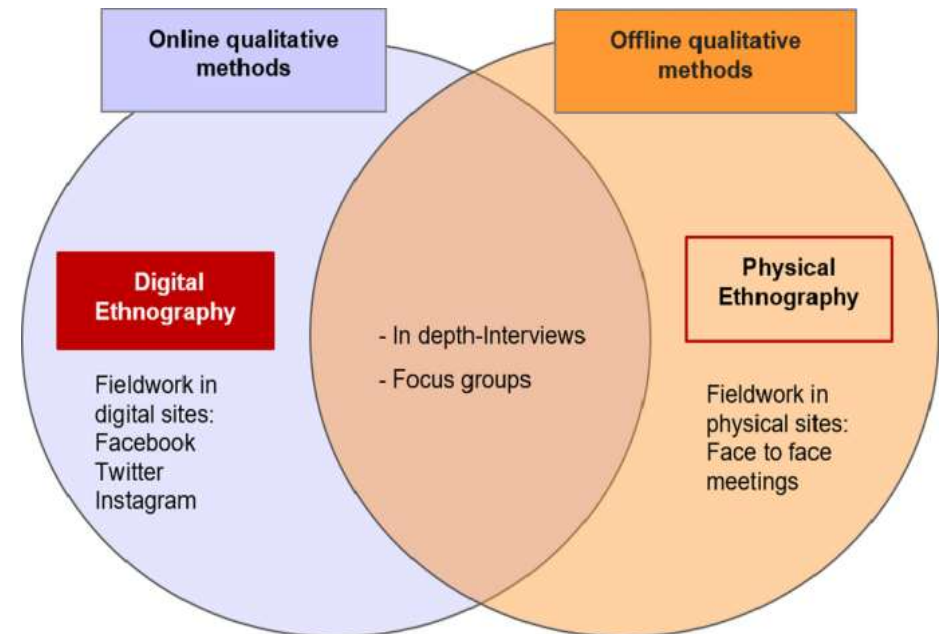 Online qualitative
methods
Offline qualitative
methods
Digital
Ethnography
Fieldwork in
digital sites:
Facebook
Twitter
Instagram
- In depth-Interviews
- Focus groups
Physical
Ethnography
Fieldwork in
physical sites:
Face to face
meetings